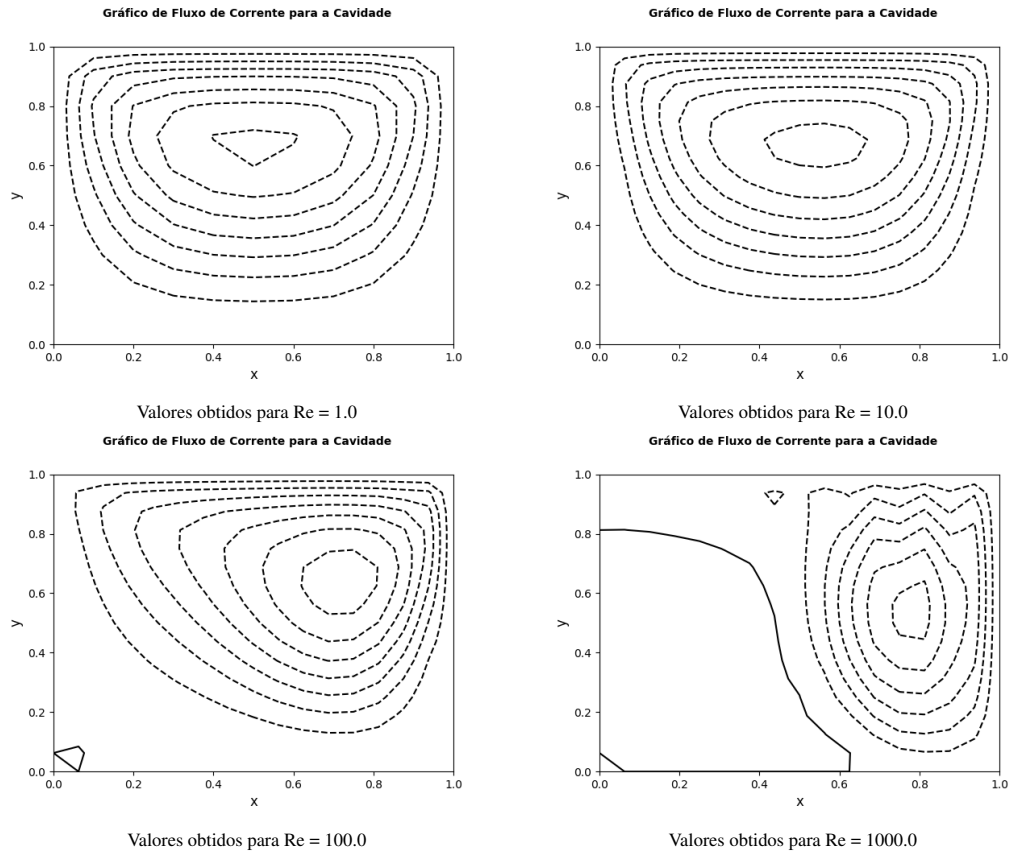 Gráfico de Fluxo de Corrente para a Cavidade
1.0
0.8
0.6
0.4
0.2
0.0
y
0.0 0.2 0.4 0.6 0.8 1.0
x
Valores obtidos para Re = 1.0
Gráfico de Fluxo de Corrente para a Cavidade
1.0
0.8
0.6
0.4
0.2
0.0
y
0.0 0.2 0.4 0.6 0.8 1.0
x
Valores obtidos para Re = 10.0
Gráfico de Fluxo de Corrente para a Cavidade
1.0
0.8
0.6
0.4
0.2
0.0
y
0.0 0.2 0.4 0.6 0.8 1.0
x
Valores obtidos para Re = 100.0
Gráfico de Fluxo de Corrente para a Cavidade
1.0
0.8
0.6
0.4
0.2
0.0
y
0.0 0.2 0.4 0.6 0.8 1.0
x
Valores obtidos para Re = 1000.0